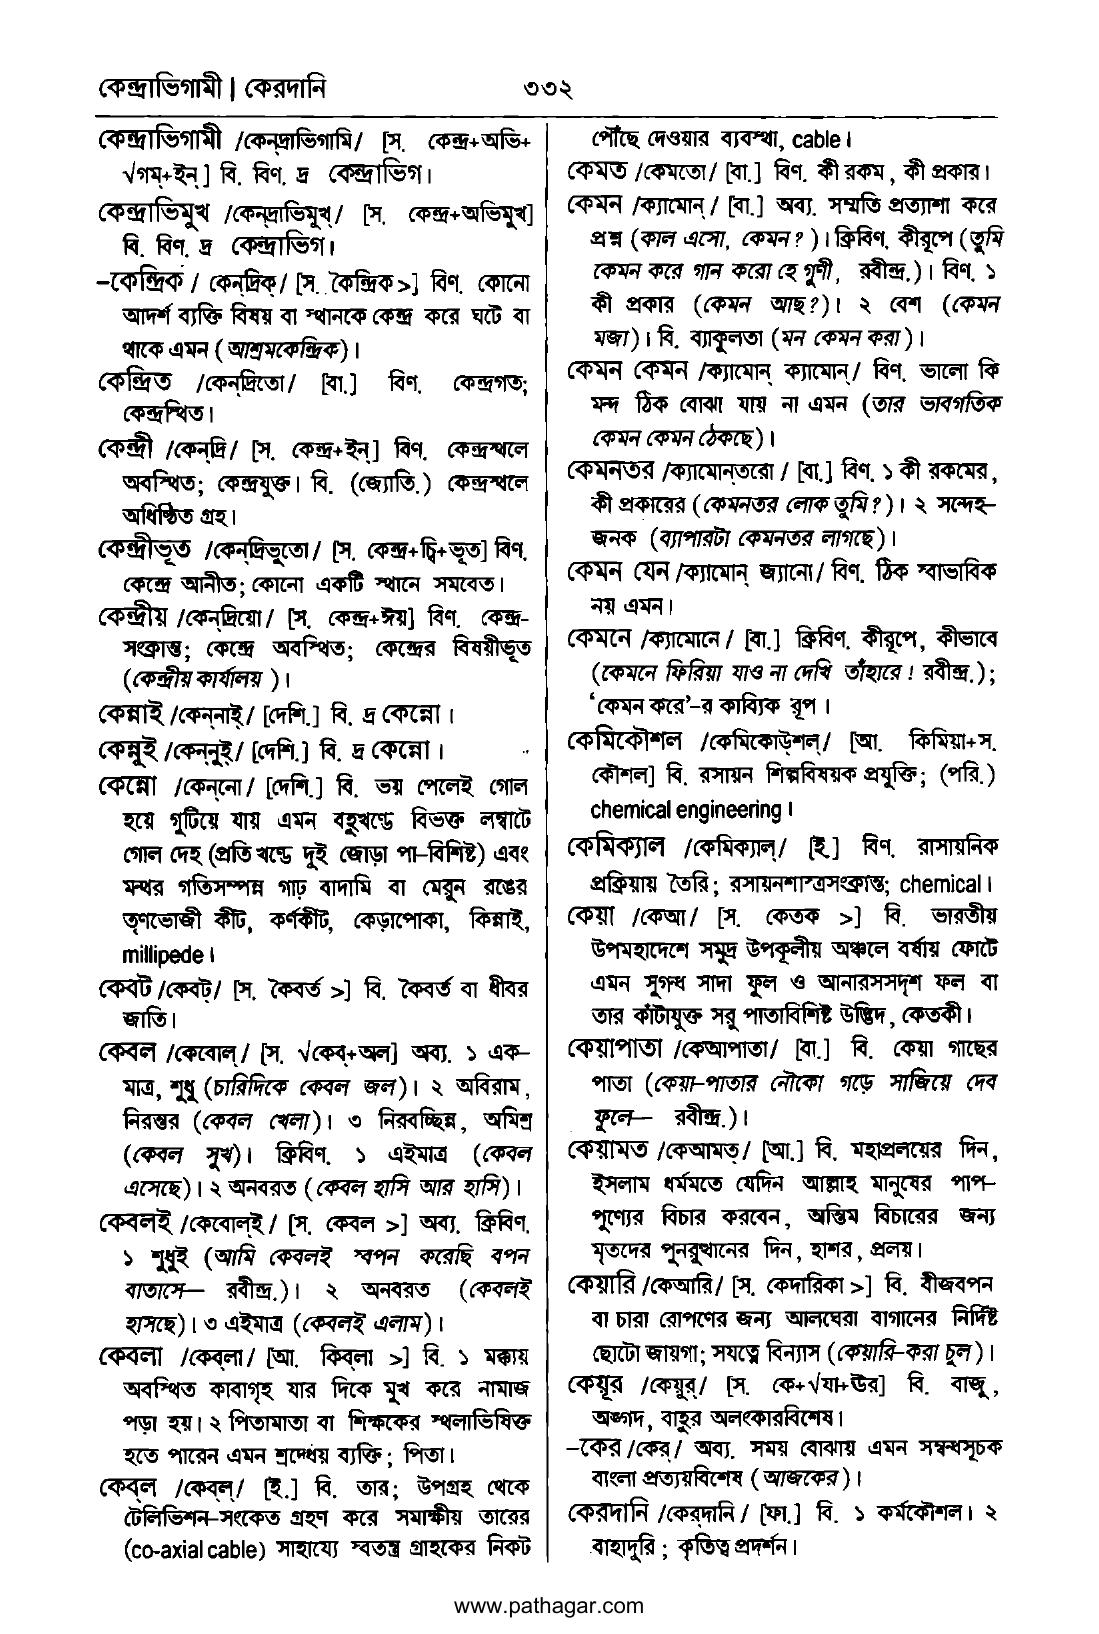 কেন্দ্রাভিগামী | কেরদানি ৩৩২
কেন্দ্রাভিগামী /কেন্‌দ্রাভিগামি/ [স. কেন্দ্র+অভি+
√গম্‌+ইন্‌] বি. বিণ. দ্র কেন্দ্রাভিগ।
কেন্দ্রাভিমুখ /কেন্‌দ্রাভিমুখ্‌/ [স. কেন্দ্র+অভিমুখ]
বি. বিণ. দ্র কেন্দ্রাভিগ।
–কেন্দ্রিক / কেন্‌দ্রিক্‌/ [স. কৈন্দ্রিক >] বিণ. কোনো
আদর্শ ব্যক্তি বিষয় বা স্থানকে কেন্দ্র করে ঘটে বা
থাকে এমন (আশ্রমকেন্দ্রিক)।
কেন্দ্রিত /কেন্‌দ্রিতো/ [বা.] বিণ. কেন্দ্রগত;
কেন্দ্রস্থিত।
কেন্দ্রী /কেন্‌দ্রি/ [স. কেন্দ্র+ইন্‌] বিণ. কেন্দ্রস্থলে
অবস্থিত; কেন্দ্রযুক্ত। বি. (জ্যোতি.) কেন্দ্রস্থলে
অধিষ্ঠিত গ্রহ।
কেন্দ্রীভূত /কেন্‌দ্রিভুতো/ [স. কেন্দ্র+চ্বি+ভূত] বিণ.
কেন্দ্রে আনীত; কোনো একটি স্থানে সমবেত।
কেন্দ্রীয় /কেন্‌দ্রিয়ো/ [স. কেন্দ্র+ঈয়] বিণ. কেন্দ্র-
সংক্রান্ত; কেন্দ্রে অবস্থিত; কেন্দ্রের বিষয়ীভূত
(কেন্দ্রীয় কার্যালয়)।
কেন্নাই /কেন্‌নাই্‌/ [দেশি.] বি. দ্র কেন্নো।
কেন্নুই /কেন্‌নুই্‌/ [দেশি.] বি. দ্র কেন্নো।
কেন্নো /কেন্‌নো/ [দেশি.] বি. ভয় পেলেই গোল
হয়ে গুটিয়ে যায় এমন বহুখণ্ডে বিভক্ত লম্বাটে
গোল দেহ (প্রতি খণ্ডে দুই জোড়া পা–বিশিষ্ট) এবং
মন্থর গতিসম্পন্ন গাঢ় বাদামি বা মেরুন রঙের
তৃণভোজী কীট, কর্ণকীট, কেড়াপোকা, কিন্নাই,
millipede।
কেবট /কেবট্‌/ [স. কৈবর্ত >] বি. কৈবর্ত বা ধীবর
জাতি।
কেবল /কেবোল্‌/ [স. √কেব্‌+অল] অব্য. ১ এক–
মাত্র, শুধু (চারিদিকে কেবল জল)। ২ অবিরাম,
নিরন্তর (কেবল খেলা)। ৩ নিরবচ্ছিন্ন, অমিশ্র
(কেবল সুখ)। ক্রিবিণ. ১ এইমাত্র (কেবল
এসেছে)। ২ অনবরত (কেবল হাসি আর হাসি)।
কেবলই /কেবোল্‌ই/ [স. কেবল >] অব্য. ক্রিবিণ.
১ শুধুই (আমি কেবলই স্বপন করেছি বপন
বাতাসে— রবীন্দ্র.)। ২ অনবরত (কেবলই
হাসছে)। ৩ এইমাত্র (কেবলই এলাম)।
কেবলা /কেব্‌লা/ [আ. কিব্‌লা >] বি. ১ মক্কায়
অবস্থিত কাবাগৃহ যার দিকে মুখ করে নামাজ
পড়া হয়। ২ পিতামাতা বা শিক্ষকের স্থলাভিষিক্ত
হতে পারেন এমন শ্রদ্ধেয় ব্যক্তি; পিতা।
কেব্‌ল /কেব্‌ল্‌/ [ই.] বি. তার; উপগ্রহ থেকে
টেলিভিশন–সংকেত গ্রহণ করে সমাক্ষীয় তারের
(co-axial cable) সাহায্যে স্বতন্ত্র গ্রাহকের নিকট
পৌঁছে দেওয়ার ব্যবস্থা, cable।
কেমত /কেমতো/ [বা.] বিণ. কী রকম, কী প্রকার।
কেমন /ক্যামোন্‌/ [বা.] অব্য. সম্মতি প্রত্যাশা করে
প্রশ্ন (কাল এসো, কেমন?)। ক্রিবিণ. কীরূপে (তুমি
কেমন করে গান করো হে গুণী, রবীন্দ্র.)। বিণ. ১
কী প্রকার (কেমন আছ?)। ২ বেশ (কেমন
মজা)। বি. ব্যাকুলতা (মন কেমন করা)।
কেমন কেমন /ক্যামোন্‌ ক্যামোন্‌/ বিণ. ভালো কি
মন্দ ঠিক বোঝা যায় না এমন (তার ভাবগতিক
কেমন কেমন ঠেকছে)।
কেমনতর /ক্যামোন্‌তরো/ [বা.] বিণ. ১ কী রকমের,
কী প্রকারের (কেমনতর লোক তুমি?)। ২ সন্দেহ–
জনক (ব্যাপারটা কেমনতর লাগছে)।
কেমন যেন /ক্যামোন্‌ জ্যানো/ বিণ. ঠিক স্বাভাবিক
নয় এমন।
কেমনে /ক্যামোনে/ [বা.] ক্রিবিণ. কীরূপে, কীভাবে
(কেমনে ফিরিয়া যাও না দেখি তাঁহারে! রবীন্দ্র.);
‘কেমন করে’–র কাব্যিক রূপ।
কেমিকৌশল /কেমিকোউ্‌শল্‌/ [আ. কিমিয়া+স.
কৌশল] বি. রসায়ন শিল্পবিষয়ক প্রযুক্তি; (পরি.)
chemical engineering।
কেমিক্যাল /কেমিক্যাল্‌/ [ই.] বিণ. রাসায়নিক
প্রক্রিয়ায় তৈরি; রসায়নশাস্ত্রসংক্রান্ত; chemical।
কেয়া /কেআ/ [স. কেতক >] বি. ভারতীয়
উপমহাদেশে সমুদ্র উপকূলীয় অঞ্চলে বর্ষায় ফোটে
এমন সুগন্ধ সাদা ফুল ও আনারসসদৃশ ফল বা
তার কাঁটাযুক্ত সরু পাতাবিশিষ্ট উদ্ভিদ, কেতকী।
কেয়াপাতা /কেআপাতা/ [বা.] বি. কেয়া গাছের
পাতা (কেয়া–পাতার নৌকো গড়ে সাজিয়ে দেব
ফুলে— রবীন্দ্র.)।
কেয়ামত /কেআমত্‌/ [আ.] বি. মহাপ্রলয়ের দিন,
ইসলাম ধর্মমতে যেদিন আল্লাহ মানুষের পাপ–
পুণ্যের বিচার করবেন, অন্তিম বিচারের জন্য
মৃতদের পুনরুত্থানের দিন, হাশর, প্রলয়।
কেয়ারি /কেআরি/ [স. কেদারিকা >] বি. বীজবপন
বা চারা রোপণের জন্য আলঘেরা বাগানের নির্দিষ্ট
ছোটো জায়গা; সযত্নে বিন্যাস (কেয়ারি–করা চুল)।
কেয়ূর /কেয়ুর্‌/ [স. কে+√যা+ঊর] বি. বাজু,
অঙ্গদ, বাহুর অলংকারবিশেষ।
–কের /কের্‌/ অব্য. সময় বোঝায় এমন সম্বন্ধসূচক
বাংলা প্রত্যয়বিশেষ (আজকের)।
কেরদানি /কের্‌দানি/ [ফা.] বি. ১ কর্মকৌশল। ২
বাহাদুরি; কৃতিত্ব প্রদর্শন।
www.pathagar.com